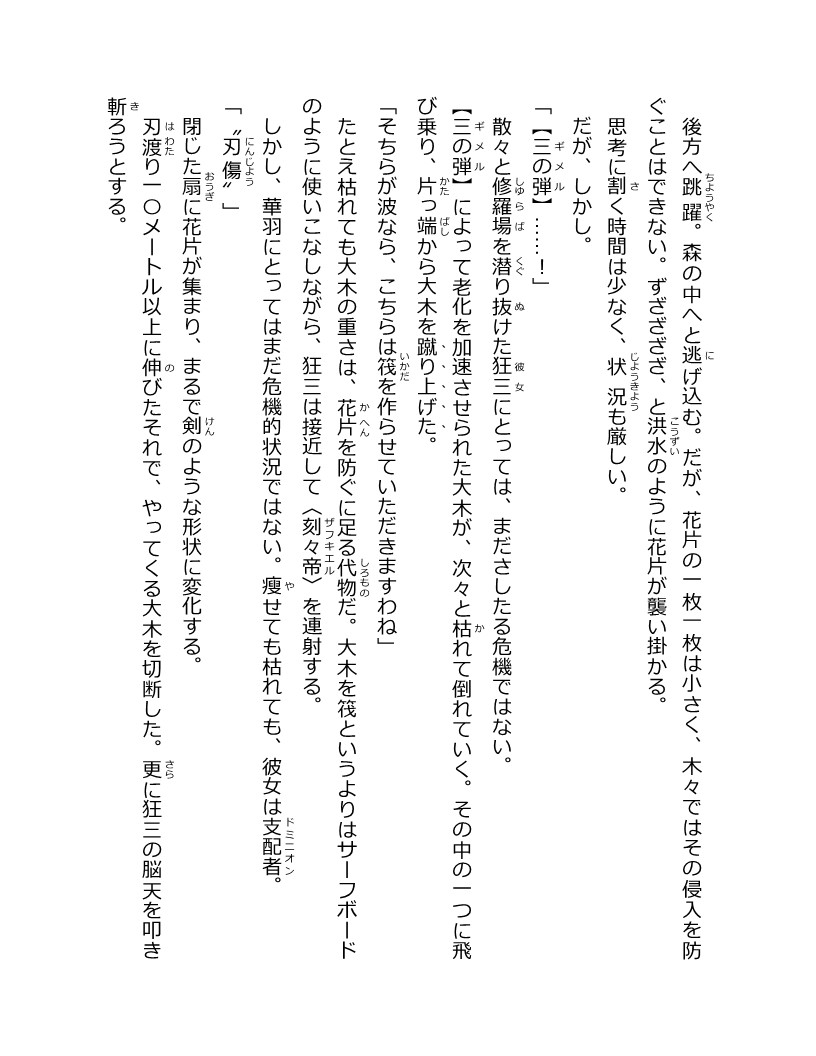 後方へ跳躍。森の中へと逃げ込む。だが、花片の一枚一枚は小さく、木々ではその侵入を防
ぐことはできない。ずざざざざ、と洪水のように花片が襲い掛かる。
思考に割く時間は少なく、状況も厳しい。
だが、しかし。
「【三の弾】……！」
散々と修羅場を潜り抜けた狂三にとっては、まださしたる危機ではない。
【三の弾】によって老化を加速させられた大木が、次々と枯れて倒れていく。その中の一つに飛
び乗り、片っ端から大木を蹴り上げた。
「そちらが波なら、こちらは筏を作らせていただきますわね」
たとえ枯れても大木の重さは、花片を防ぐに足る代物だ。大木を筏というよりはサーフボード
のように使いこなしながら、狂三は接近して〈刻々帝〉を連射する。
しかし、華羽にとってはまだ危機的状況ではない。痩せても枯れても、彼女は支配者。
「〝刃傷〟」
閉じた扇に花片が集まり、まるで剣のような形状に変化する。
刃渡り一〇メートル以上に伸びたそれで、やってくる大木を切断した。更に狂三の脳天を叩き
斬ろうとする。